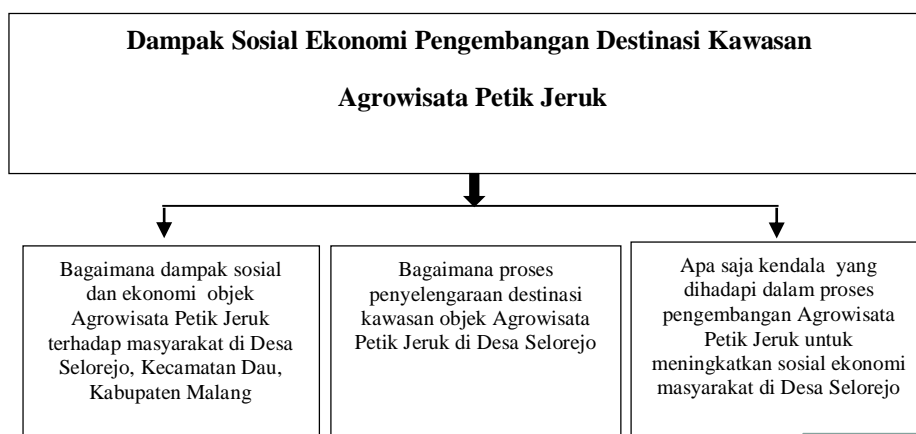 Dampak Sosial Ekonomi Pengembangan Destinasi Kawasan
Agrowisata Petik Jeruk
Bagaimana dampak sosial
dan ekonomi objek
Agrowisata Petik Jeruk
terhadap masyarakat di Desa
Selorejo, Kecamatan Dau,
Kabupaten Malang
Bagaimana proses
penyelengaraan destinasi
kawasan objek Agrowisata
Petik Jeruk di Desa Selorejo
Apa saja kendala yang
dihadapi dalam proses
pengembangan Agrowisata
Petik Jeruk untuk
meningkatkan sosial ekonomi
masyarakat di Desa Selorejo